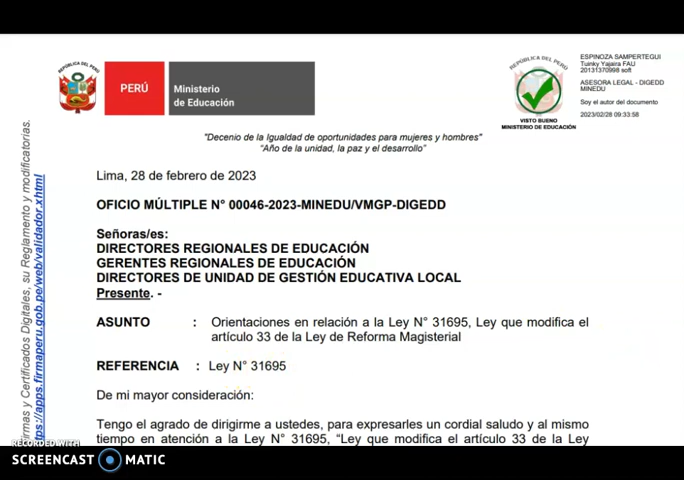 REPÚBLICA DEL PERÚ
PERÚ
Ministerio
de Educación
REPÚBLICA DEL PERÚ
VISTO BUENO
MINISTERIO DE EDUCACIÓN
ESPINOZA SAMPERTEGUI
Tuinky Yajaira FAU
20131370998 soft
ASESORA LEGAL - DIGEDD
MINEDU
Soy el autor del documento
2023/02/28 09:33:58
"Decenio de la Igualdad de oportunidades para mujeres y hombres"
"Año de la unidad, la paz y el desarrollo"
Lima, 28 de febrero de 2023
OFICIO MÚLTIPLE N° 00046-2023-MINEDU/VMGP-DIGEDD
Señoras/es:
DIRECTORES REGIONALES DE EDUCACIÓN
GERENTES REGIONALES DE EDUCACIÓN
DIRECTORES DE UNIDAD DE GESTIÓN EDUCATIVA LOCAL
Presente. -
ASUNTO : Orientaciones en relación a la Ley N° 31695, Ley que modifica el
artículo 33 de la Ley de Reforma Magisterial
REFERENCIA : Ley N° 31695
De mi mayor consideración:
Tengo el agrado de dirigirme a ustedes, para expresarles un cordial saludo y al mismo
tiempo en atención a la Ley N° 31695, "Ley que modifica el artículo 33 de la Ley
irmas y Certificados Digitales, su Reglamento y modificatorias.
ttps://apps.firmaperu.gob.pe/web/validador.xhtml
RECORDED WITH
SCREENCAST MATIC